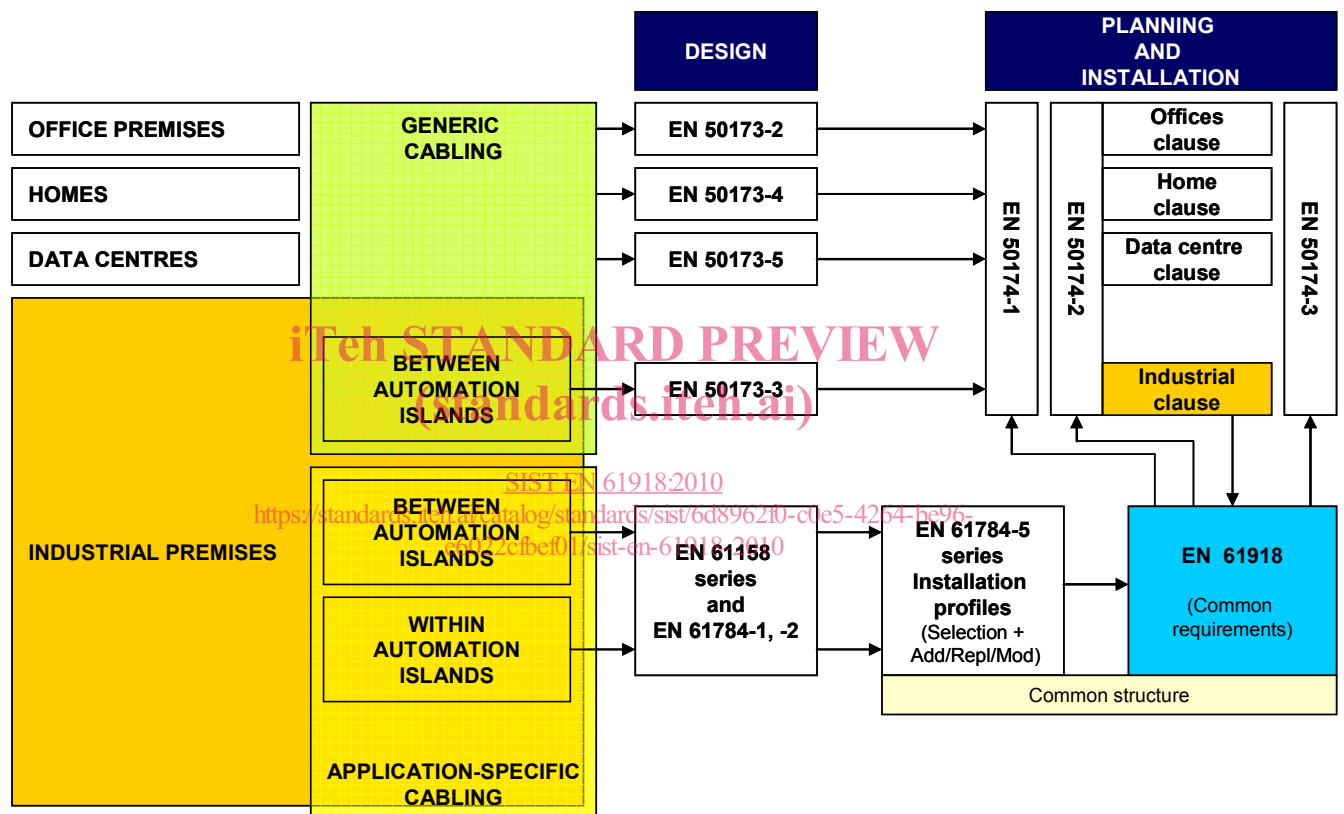 DESIGN
PLANNING
AND
INSTALLATION
OFFICE PREMISES
GENERIC
CABLING
EN 50173-2
Offices
clause
HOMES
EN 50173-4
Home
clause
DATA CENTRES
EN 50173-5
Data centre
clause
EN 50174-1
EN 50174-2
EN 50174-3
iTeh STANDARD PREVIEW
(standards.iteh.ai)
BETWEEN
AUTOMATION
ISLANDS
EN 50173-3
Industrial
clause
SIST EN 61918:2010
https://standards.iteh.ai/catalog/standards/sist/6d8962f0-c0e5-4264-be96-
e6022cfbef01/sist-en-61918-2010
INDUSTRIAL PREMISES
BETWEEN
AUTOMATION
ISLANDS
WITHIN
AUTOMATION
ISLANDS
APPLICATION-SPECIFIC
CABLING
EN 61158
series
and
EN 61784-1, -2
EN 61784-5
series
Installation
profiles
(Selection +
Add/Repl/Mod)
EN 61918
(Common
requirements)
Common structure